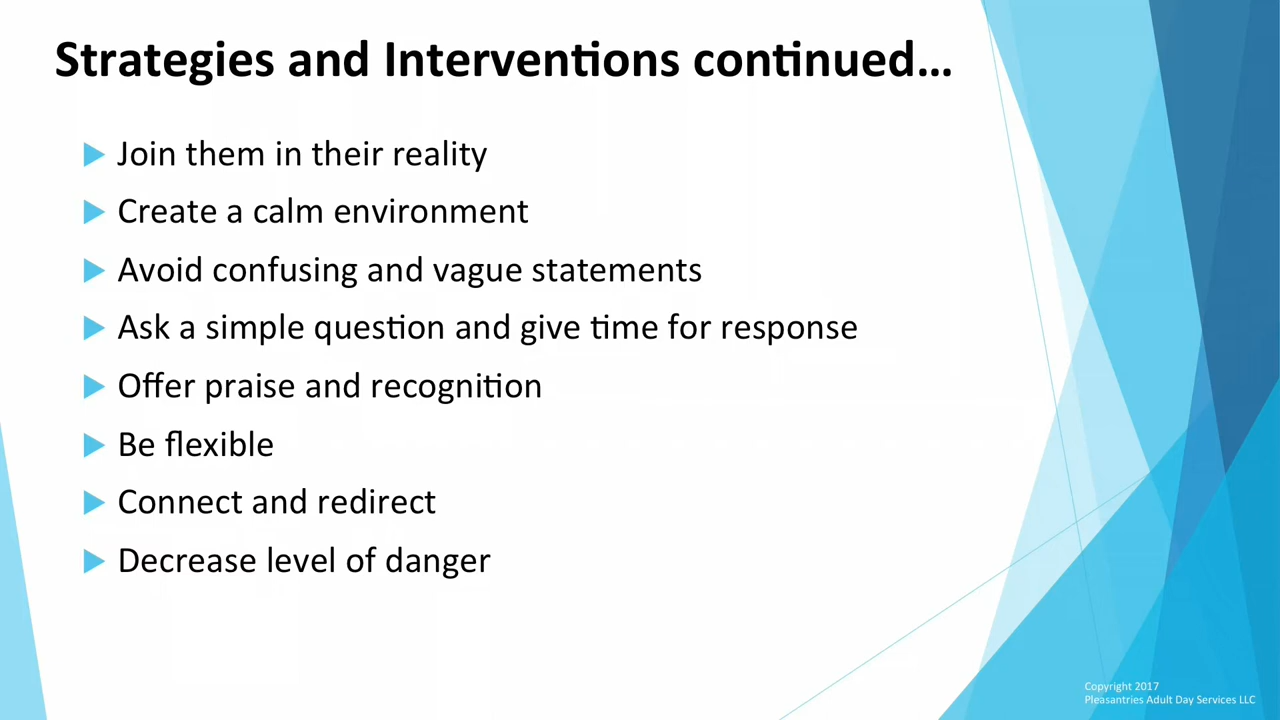 Strategies and Interventions continued...
Join them in their reality
Create a calm environment
Avoid confusing and vague statements
Ask a simple question and give time for response
Offer praise and recognition
Be flexible
Connect and redirect
Decrease level of danger
Copyright 2017
Pleasantries Adult Day Services LLC